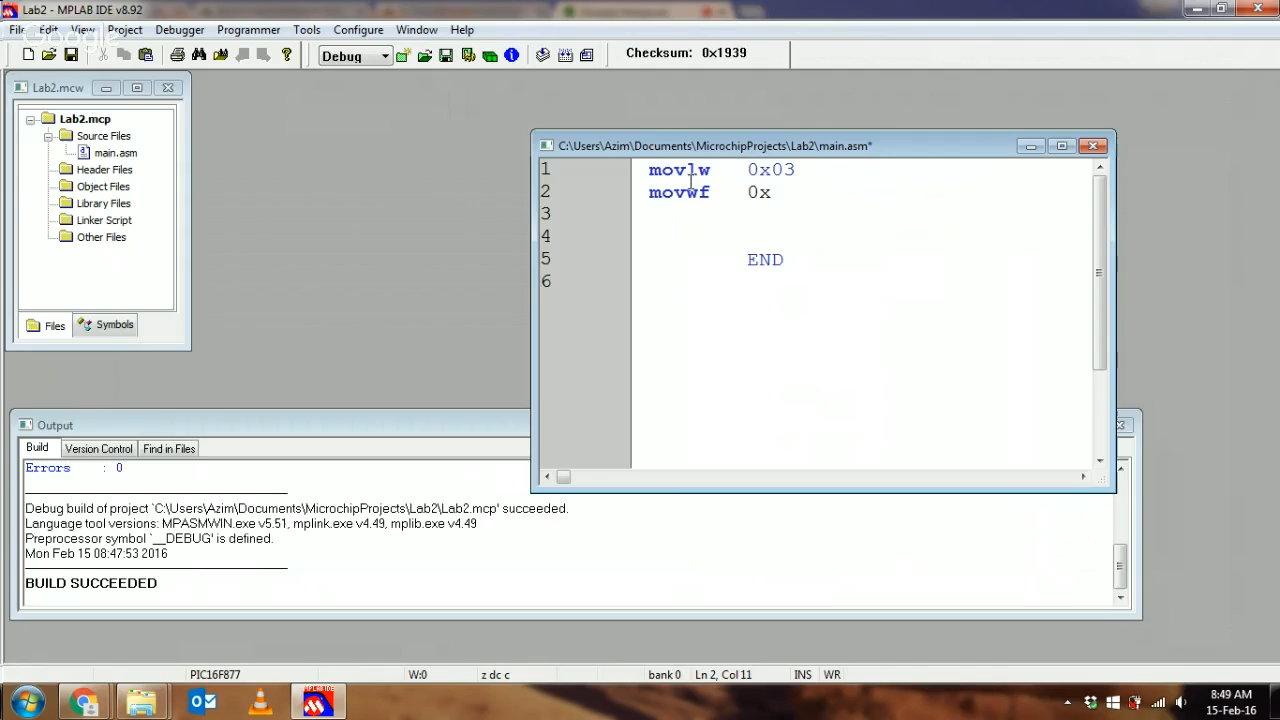 Lab2 - MPLAB IDE v8.92
File Edit View Project Debugger Programmer Tools Configure Window Help
Google
Debug
Checksum: 0x1939
Lab2.mcw
Lab2.mcp
Source Files
main.asm
Header Files
Object Files
Library Files
Linker Script
Other Files
Files Symbols
C:\Users\Azim\Documents\MicrochipProjects\Lab2\main.asm*
1 movlw 0x03
2 movwf 0x
3
4
5 END
6
Output
Build Version Control Find in Files
Errors : 0
Debug build of project `C:\Users\Azim\Documents\MicrochipProjects\Lab2\Lab2.mcp' succeeded.
Language tool versions: MPASMWIN.exe v5.51, mplink.exe v4.49, mplib.exe v4.49
Preprocessor symbol `__DEBUG' is defined.
Mon Feb 15 08:47:53 2016
BUILD SUCCEEDED
PIC16F877 W:0 z dc c bank 0 Ln 2, Col 11 INS WR
8:49 AM
15-Feb-16